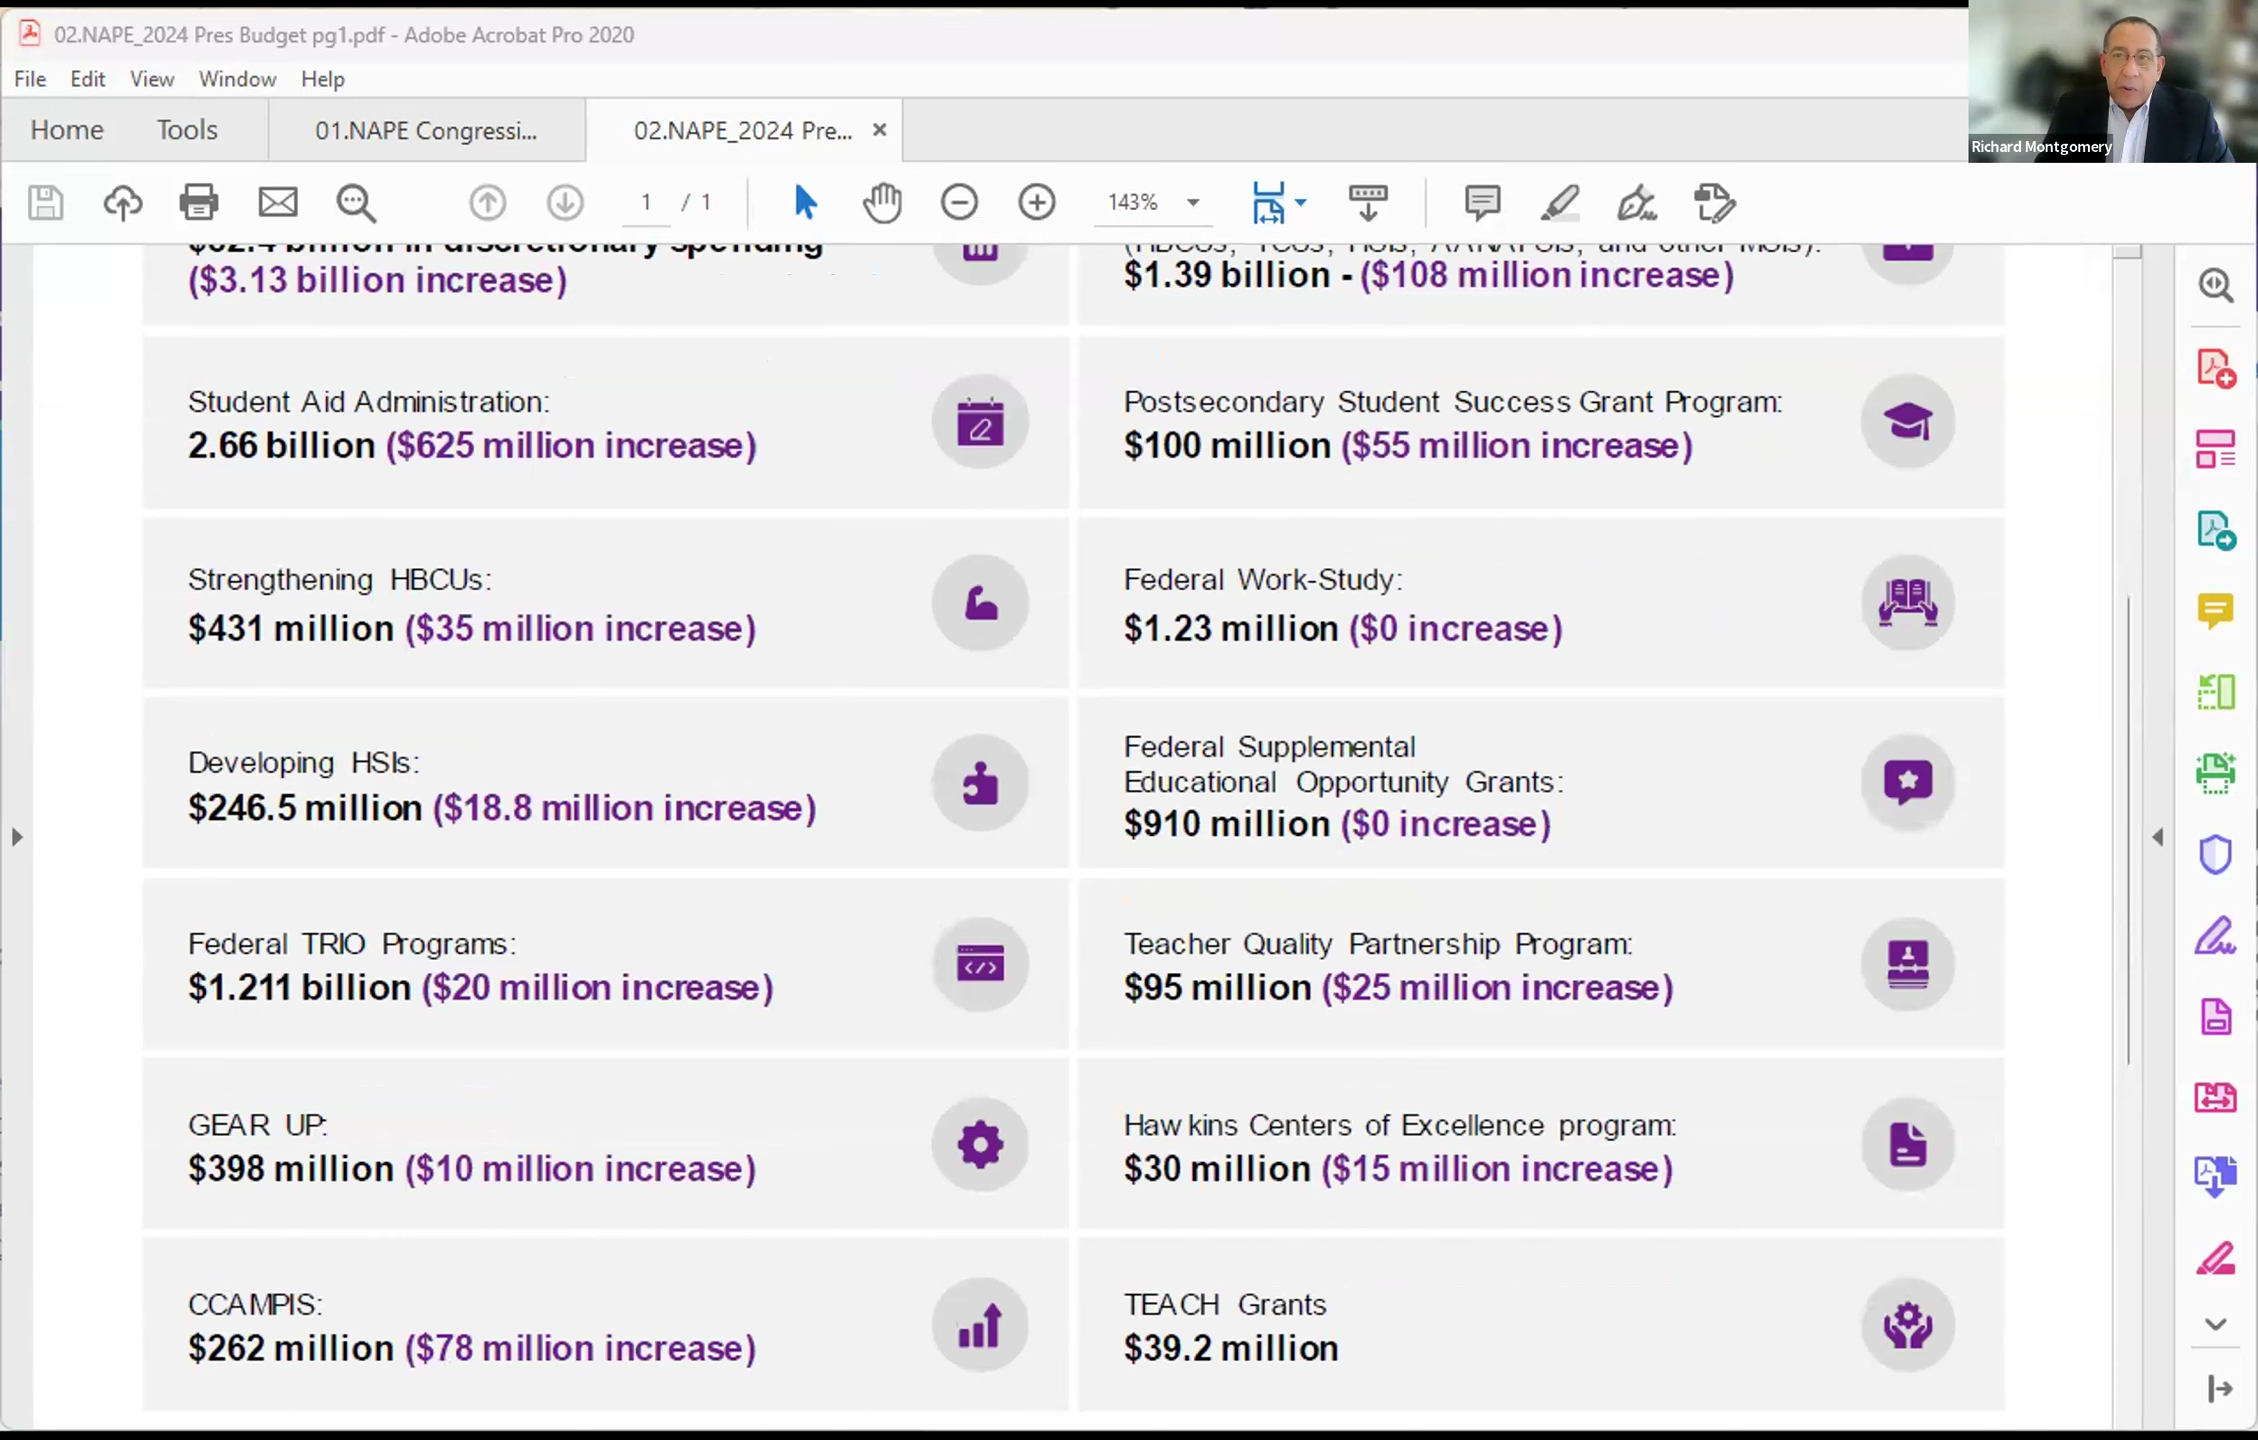 02.NAPE_2024 Pres Budget pg1.pdf - Adobe Acrobat Pro 2020
File Edit View Window Help
Home Tools 01.NAPE Congressi... 02.NAPE_2024 Pre...
Richard Montgomery
1 / 1 143%
billion in discretionary spending
($3.13 billion increase)
and other MSIs):
$1.39 billion - ($108 million increase)
Student Aid Administration:
2.66 billion ($625 million increase)
Postsecondary Student Success Grant Program:
$100 million ($55 million increase)
Strengthening HBCUs:
$431 million ($35 million increase)
Federal Work-Study:
$1.23 million ($0 increase)
Developing HSIs:
$246.5 million ($18.8 million increase)
Federal Supplemental
Educational Opportunity Grants:
$910 million ($0 increase)
Federal TRIO Programs:
$1.211 billion ($20 million increase)
Teacher Quality Partnership Program:
$95 million ($25 million increase)
GEAR UP:
$398 million ($10 million increase)
Hawkins Centers of Excellence program:
$30 million ($15 million increase)
CCAMPIS:
$262 million ($78 million increase)
TEACH Grants
$39.2 million